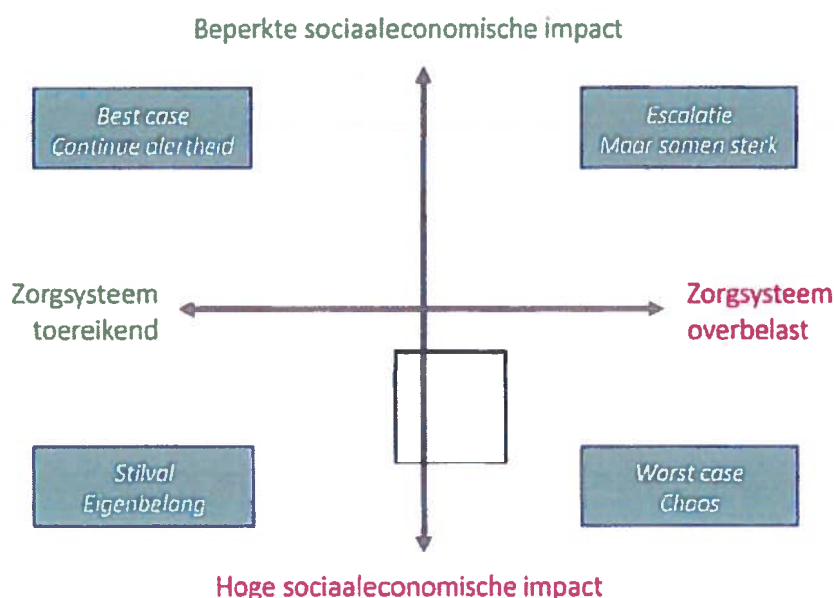 Beperkte sociaaleconomische impact
Best case
Continue alertheid
Escalatie
Maar samen sterk
Zorgsysteem
toereikend
Zorgsysteem
overbelast
Stilval
Eigenbelang
Worst case
Chaos
Hoge sociaaleconomische impact